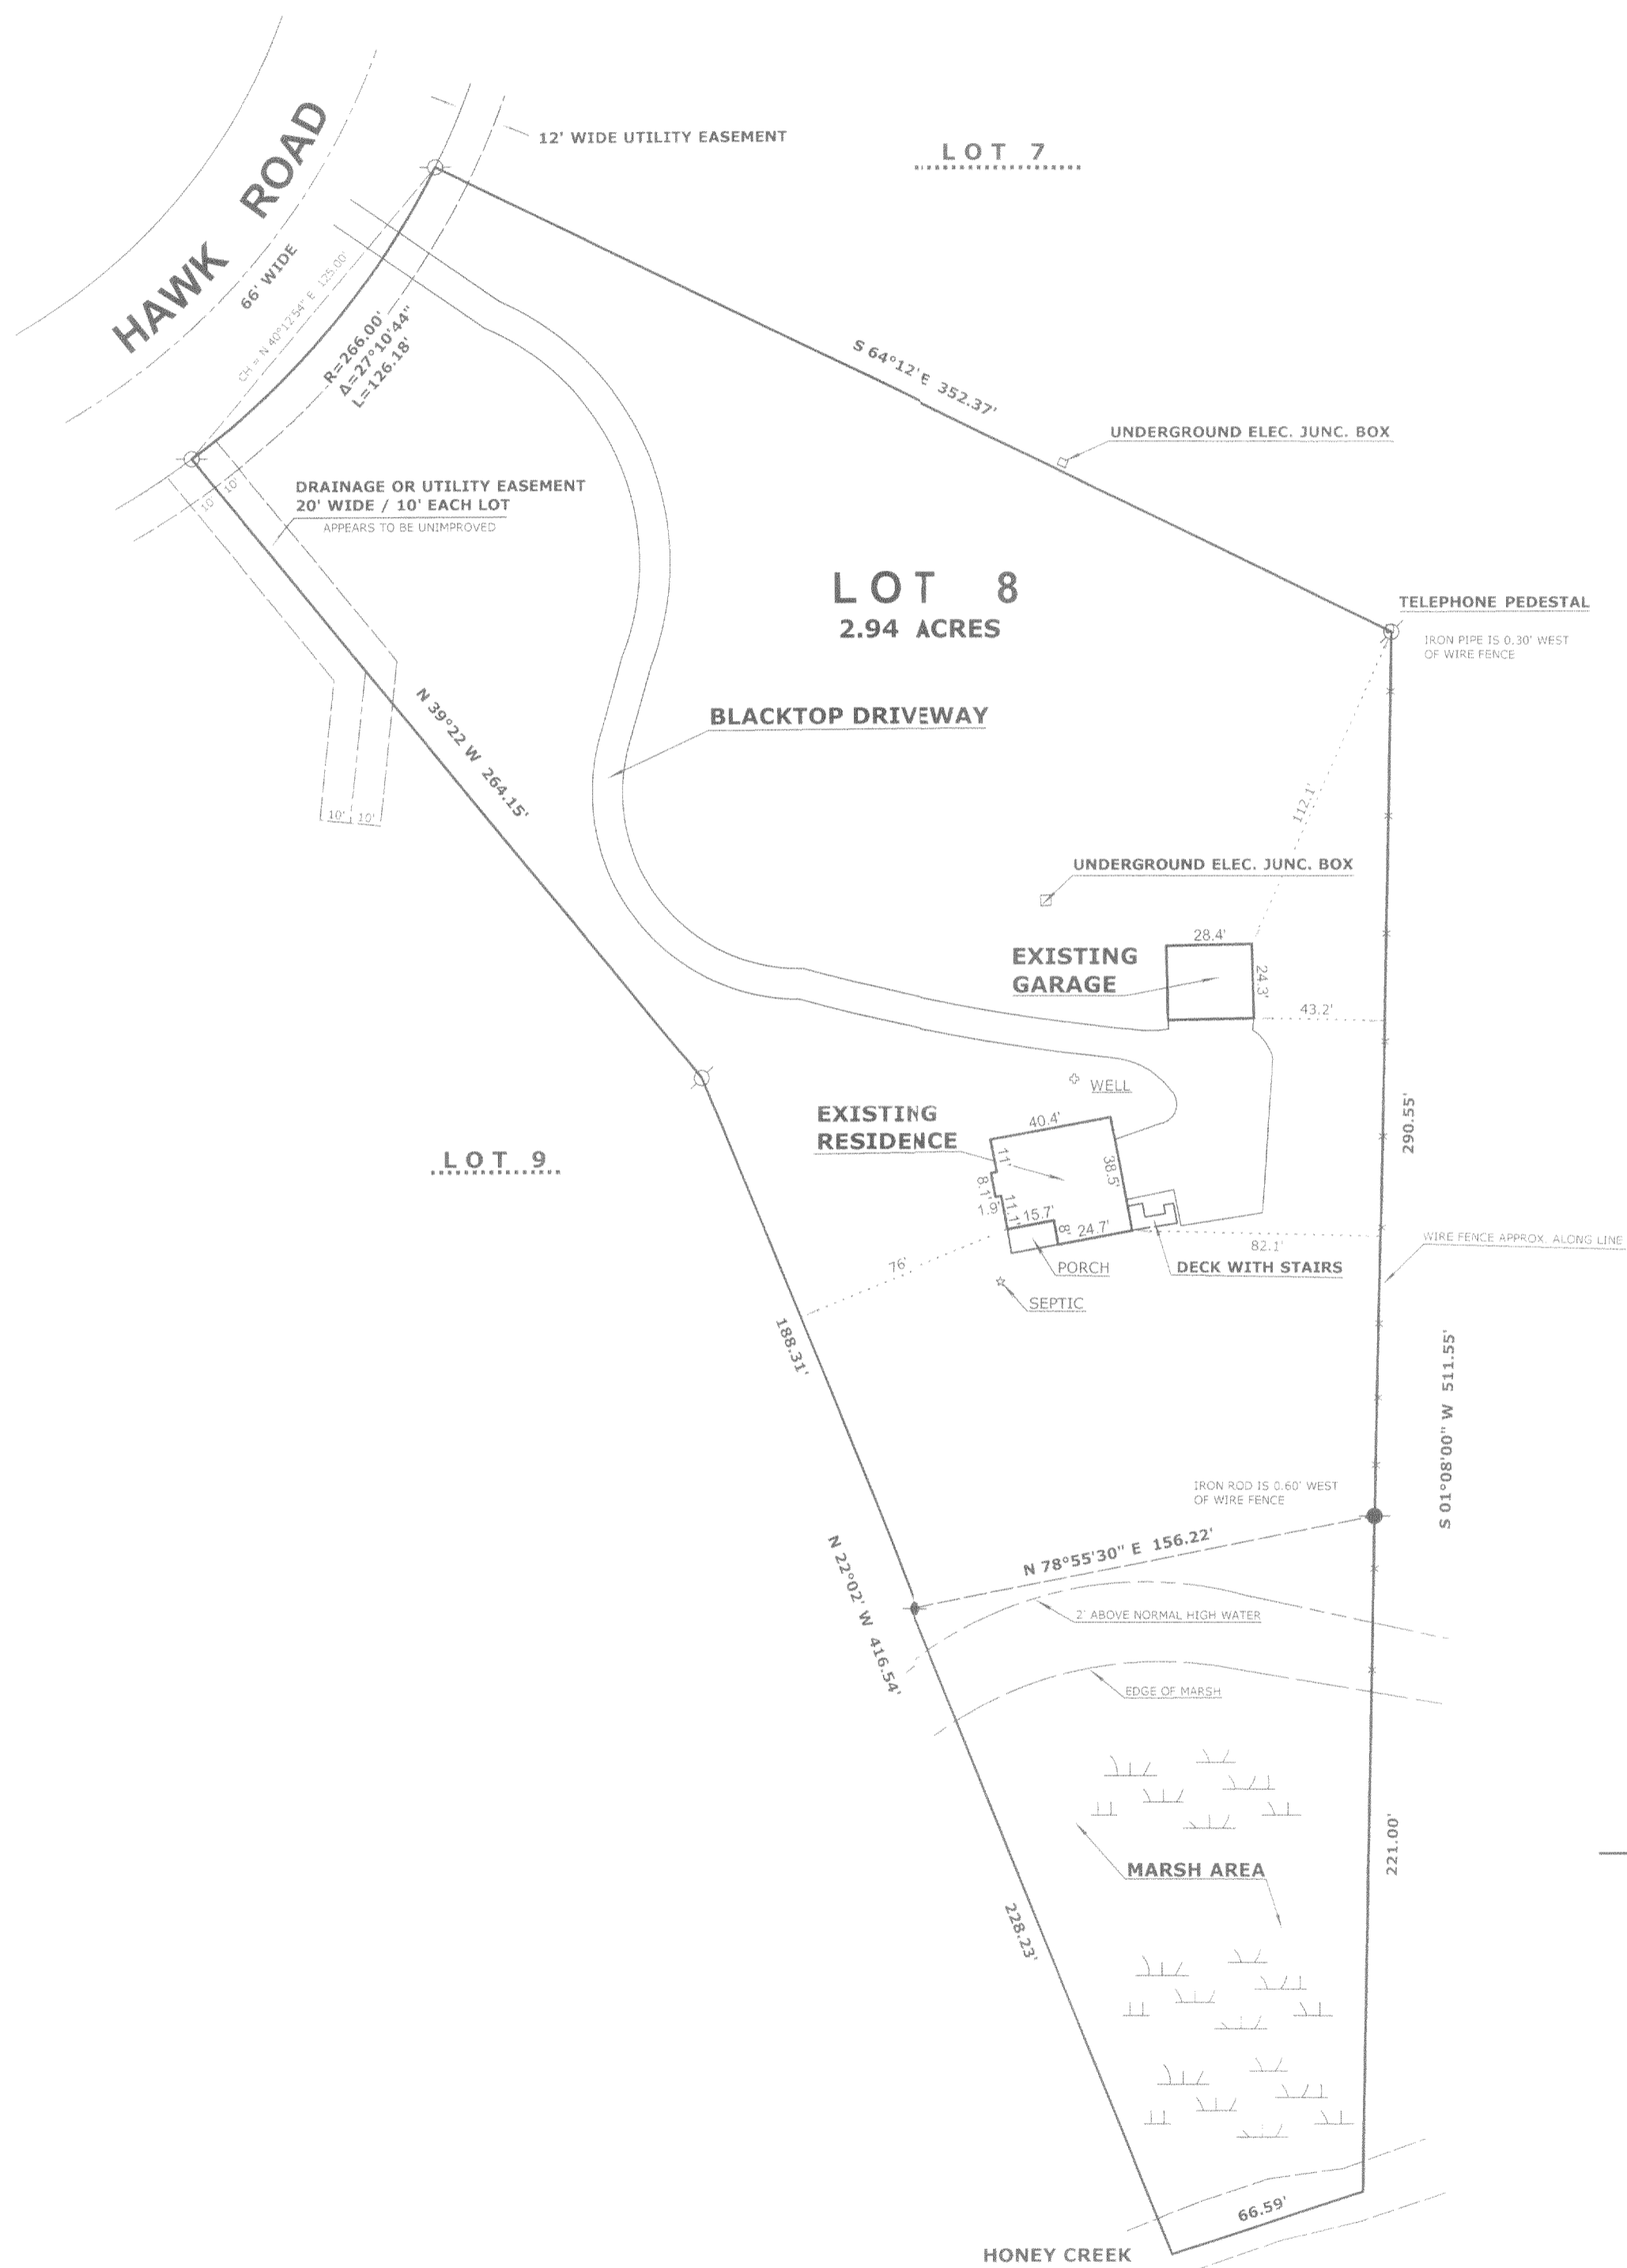 12' WIDE UTILITY EASEMENT
LOT 7
HAWK ROAD
66' WIDE
CH = N 40°12'54" E 125.00'
R=266.00'
Δ=27°10'44"
L=126.18'
S 64°12'E 352.37'
UNDERGROUND ELEC. JUNC. BOX
10'
10'
DRAINAGE OR UTILITY EASEMENT
20' WIDE / 10' EACH LOT
APPEARS TO BE UNIMPROVED
LOT 8
2.94 ACRES
TELEPHONE PEDESTAL
IRON PIPE IS 0.30' WEST
OF WIRE FENCE
BLACKTOP DRIVEWAY
N 39°22 W 264.15'
10'
10'
112.1'
UNDERGROUND ELEC. JUNC. BOX
28.4'
EXISTING
GARAGE
24.3'
43.2'
WELL
EXISTING
RESIDENCE
40.4'
11'
38.5'
8.1'
1.9'
11.1'
15.7'
8'
24.7'
290.55'
LOT 9
82.1'
WIRE FENCE APPROX. ALONG LINE
76'
PORCH
DECK WITH STAIRS
SEPTIC
188.31'
S 01°08'00" W 511.55'
IRON ROD IS 0.60' WEST
OF WIRE FENCE
N 78°55'30" E 156.22'
N 22°02' W 416.54'
2' ABOVE NORMAL HIGH WATER
EDGE OF MARSH
221.00'
MARSH AREA
228.23'
66.59'
HONEY CREEK